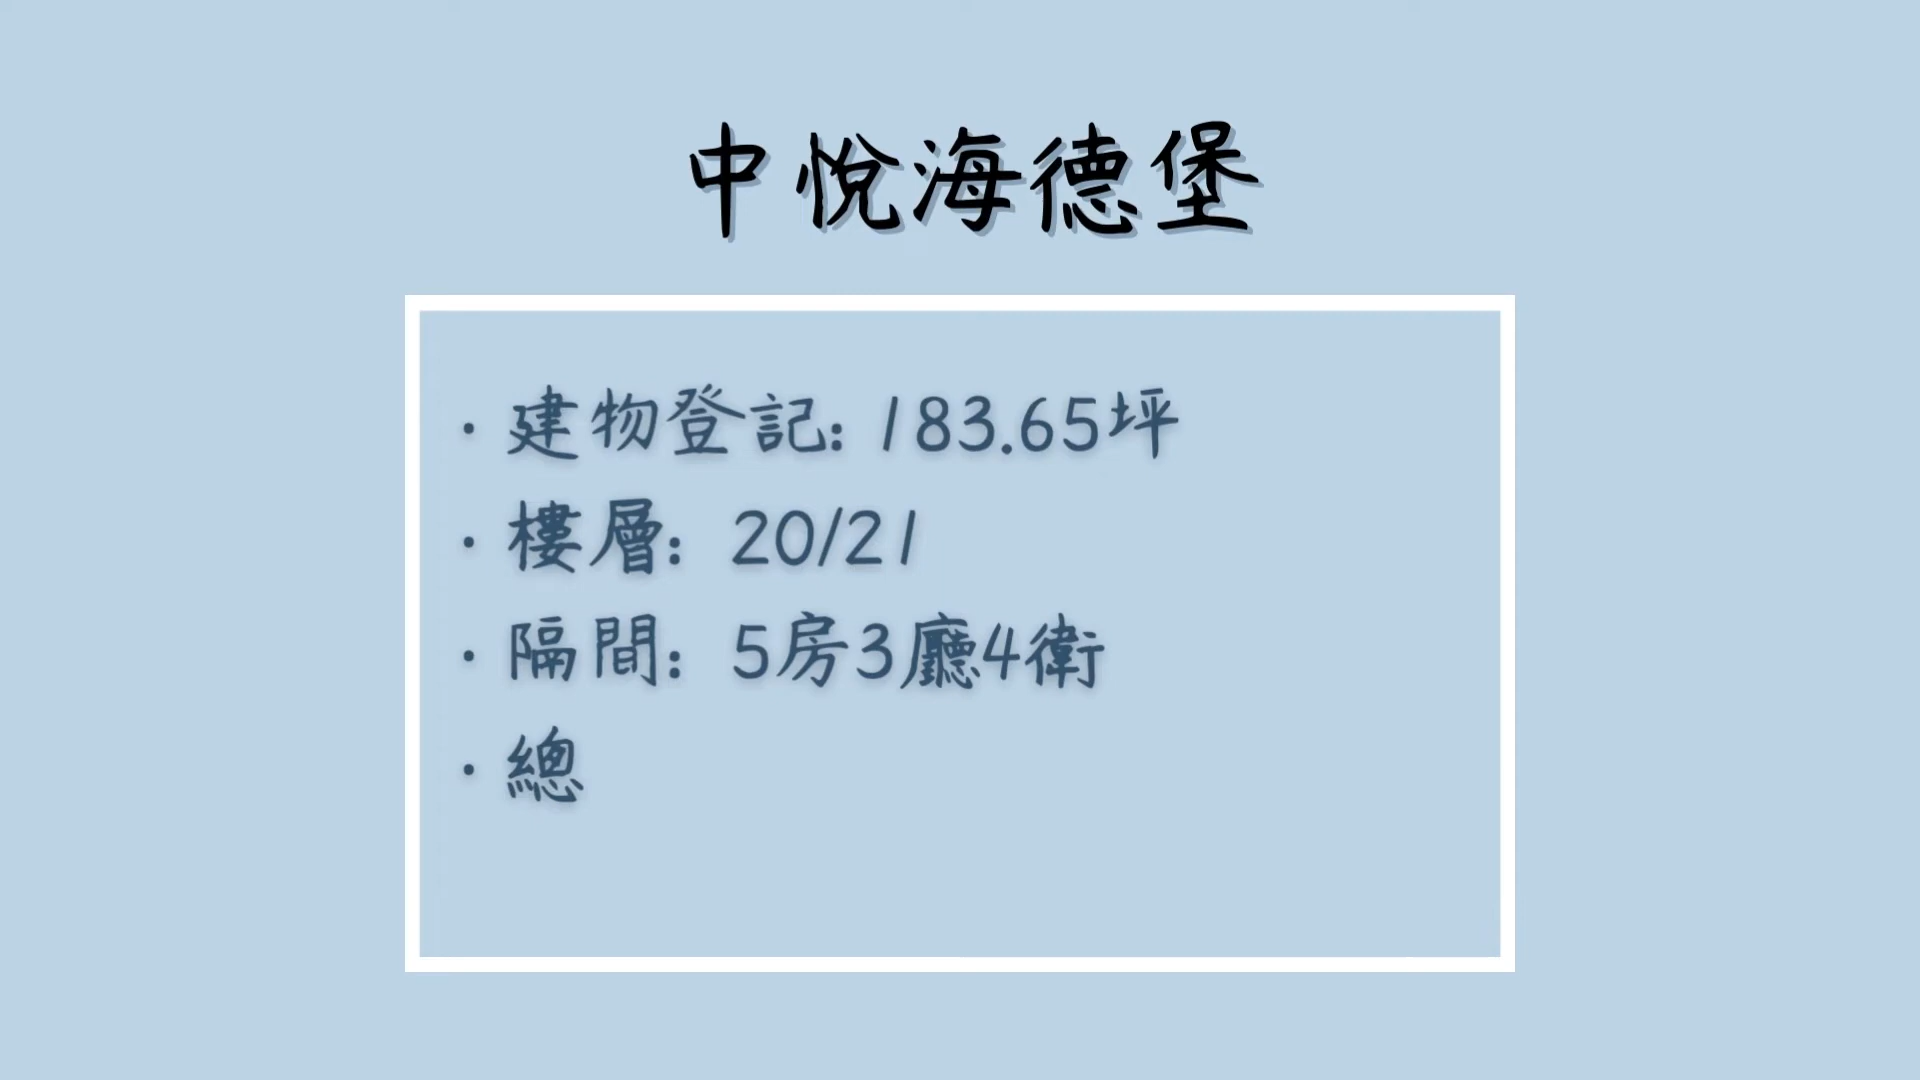 中悅海德堡
· 建物登記: 183.65坪
· 樓層: 20/21
· 隔間: 5房3廳4衛
· 總